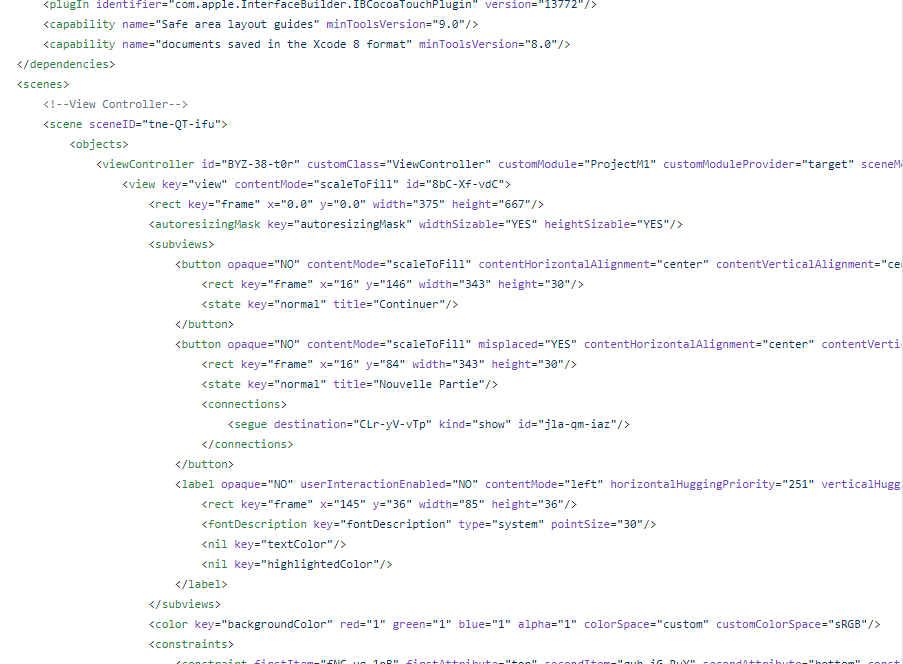 <plugIn identifier="com.apple.InterfaceBuilder.IBCocoaTouchPlugin" version="13772"/>
<capability name="Safe area layout guides" minToolsVersion="9.0"/>
<capability name="documents saved in the Xcode 8 format" minToolsVersion="8.0"/>
</dependencies>
<scenes>
<!--View Controller-->
<scene sceneID="tne-QT-ifu">
<objects>
<viewController id="BYZ-38-t0r" customClass="ViewController" customModule="ProjectM1" customModuleProvider="target" sceneM
<view key="view" contentMode="scaleToFill" id="8bC-Xf-vdC">
<rect key="frame" x="0.0" y="0.0" width="375" height="667"/>
<autoresizingMask key="autoresizingMask" widthSizable="YES" heightSizable="YES"/>
<subviews>
<button opaque="NO" contentMode="scaleToFill" contentHorizontalAlignment="center" contentVerticalAlignment="cen
<rect key="frame" x="16" y="146" width="343" height="30"/>
<state key="normal" title="Continuer"/>
</button>
<button opaque="NO" contentMode="scaleToFill" misplaced="YES" contentHorizontalAlignment="center" contentVerti
<rect key="frame" x="16" y="84" width="343" height="30"/>
<state key="normal" title="Nouvelle Partie"/>
<connections>
<segue destination="CLr-yV-vTp" kind="show" id="jla-qm-iaz"/>
</connections>
</button>
<label opaque="NO" userInteractionEnabled="NO" contentMode="left" horizontalHuggingPriority="251" verticalHugg
<rect key="frame" x="145" y="36" width="85" height="36"/>
<fontDescription key="fontDescription" type="system" pointSize="30"/>
<nil key="textColor"/>
<nil key="highlightedColor"/>
</label>
</subviews>
<color key="backgroundColor" red="1" green="1" blue="1" alpha="1" colorSpace="custom" customColorSpace="sRGB"/>
<constraints>
<constraint firstAttribute="top" secondAttribute="bottom"